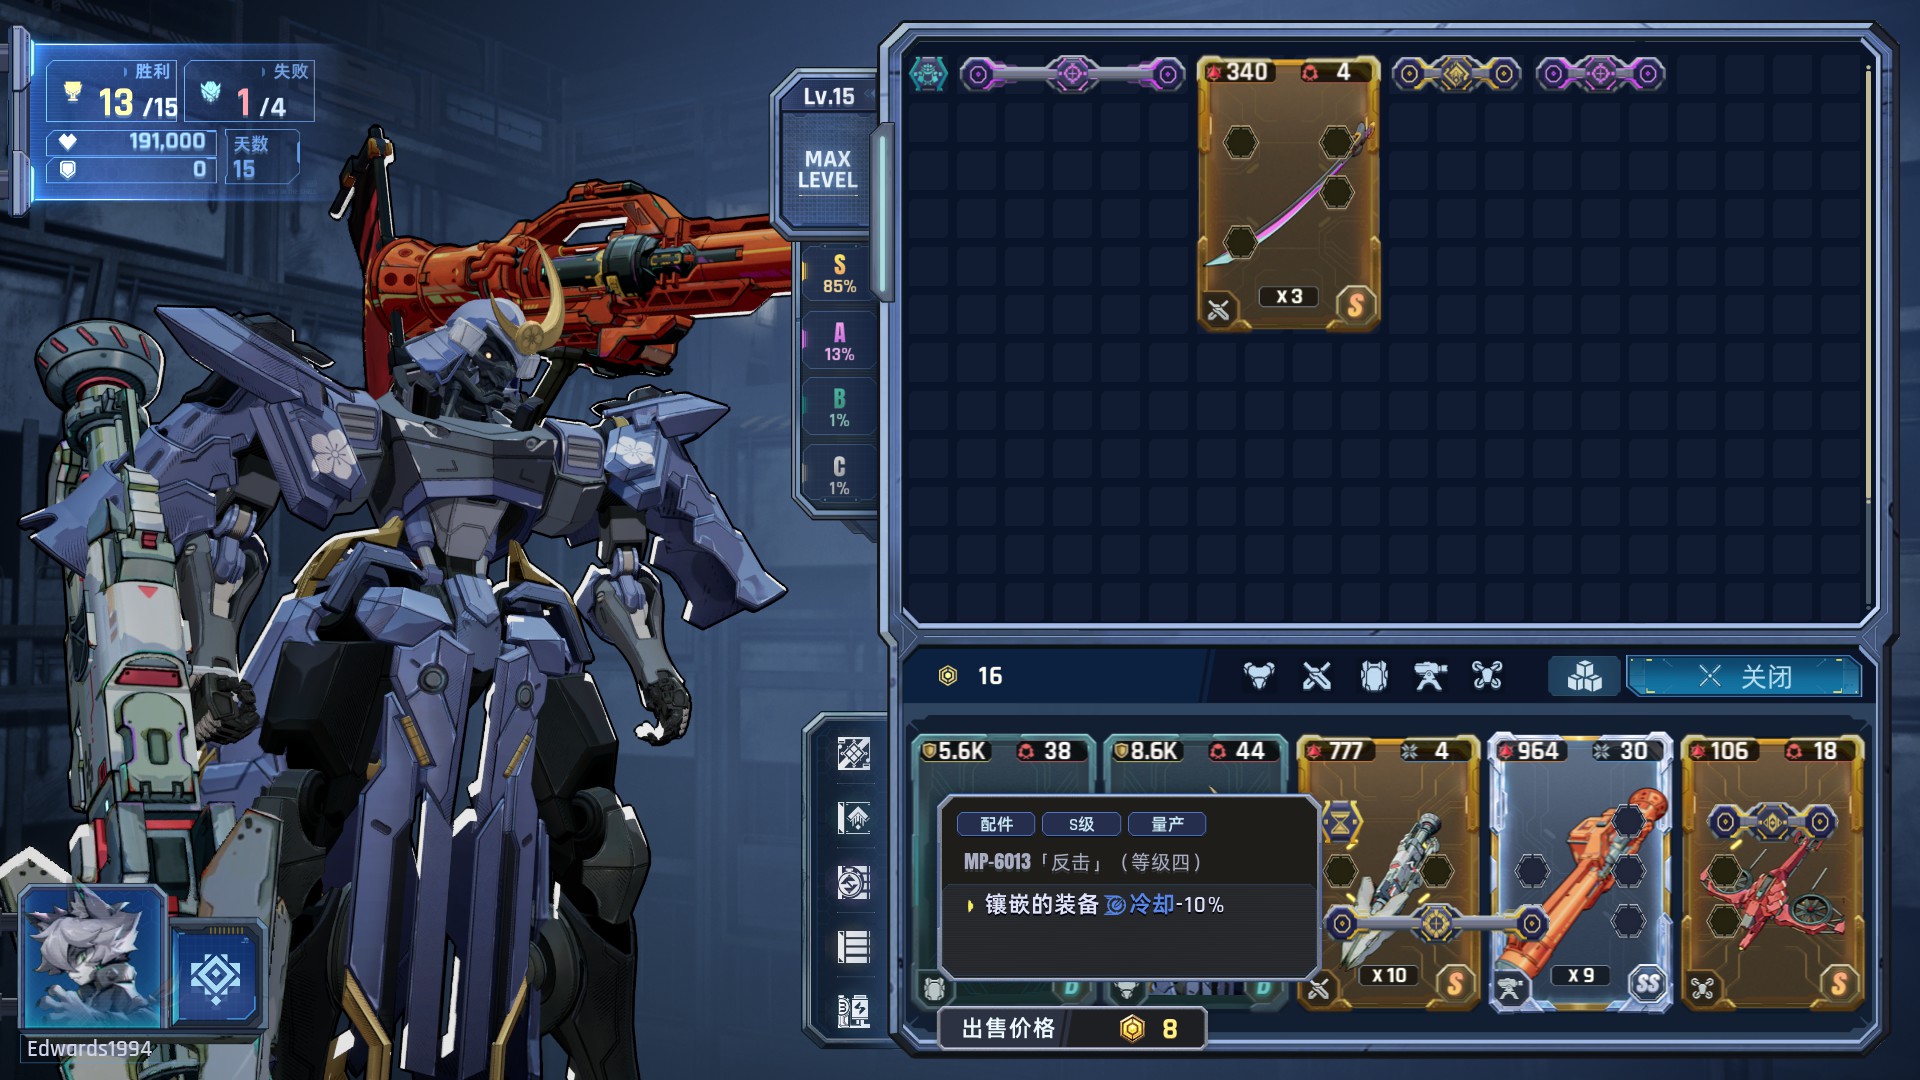 胜利
13 /15
失败
1 /4
191,000
0
天数
15
Lv.15
MAX
LEVEL
S
85%
A
13%
B
1%
C
1%
340
4
x 3
S
16
关闭
5.6K
38
8.6K
44
777
4
964
30
106
18
配件
S级
量产
MP-6013「反击」（等级四）
镶嵌的装备冷却-10%
D
D
x 10
S
x 9
SS
S
出售价格
8
Edwards1994